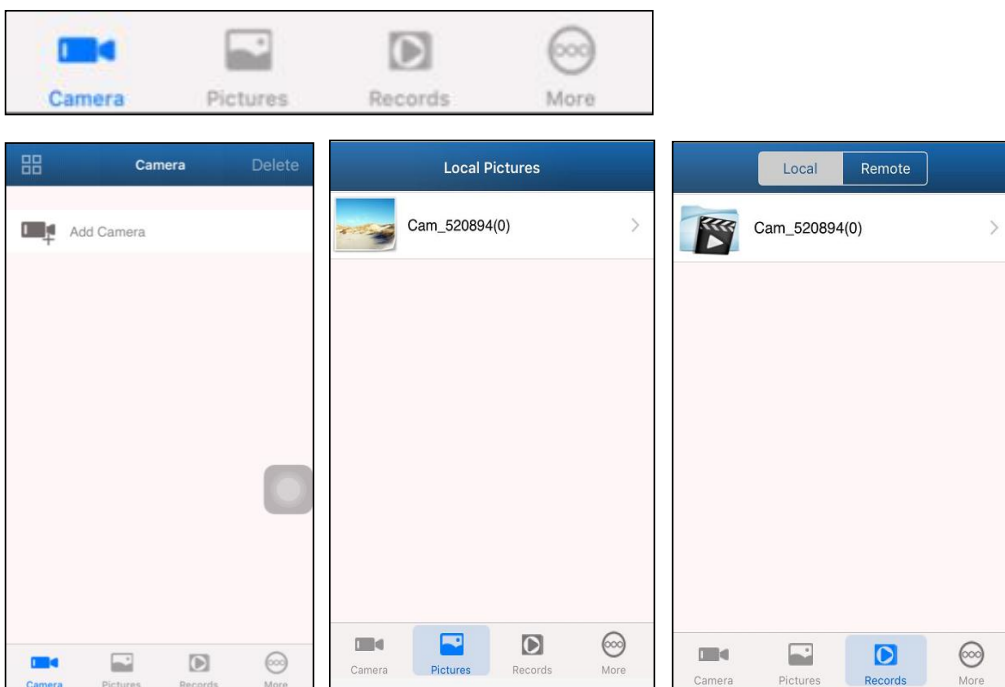 Camera Pictures Records More
Camera Delete
Add Camera
Camera Pictures Records More
Local Pictures
Cam_520894(0)
Camera Pictures Records More
Local Remote
Cam_520894(0)
Camera Pictures Records More